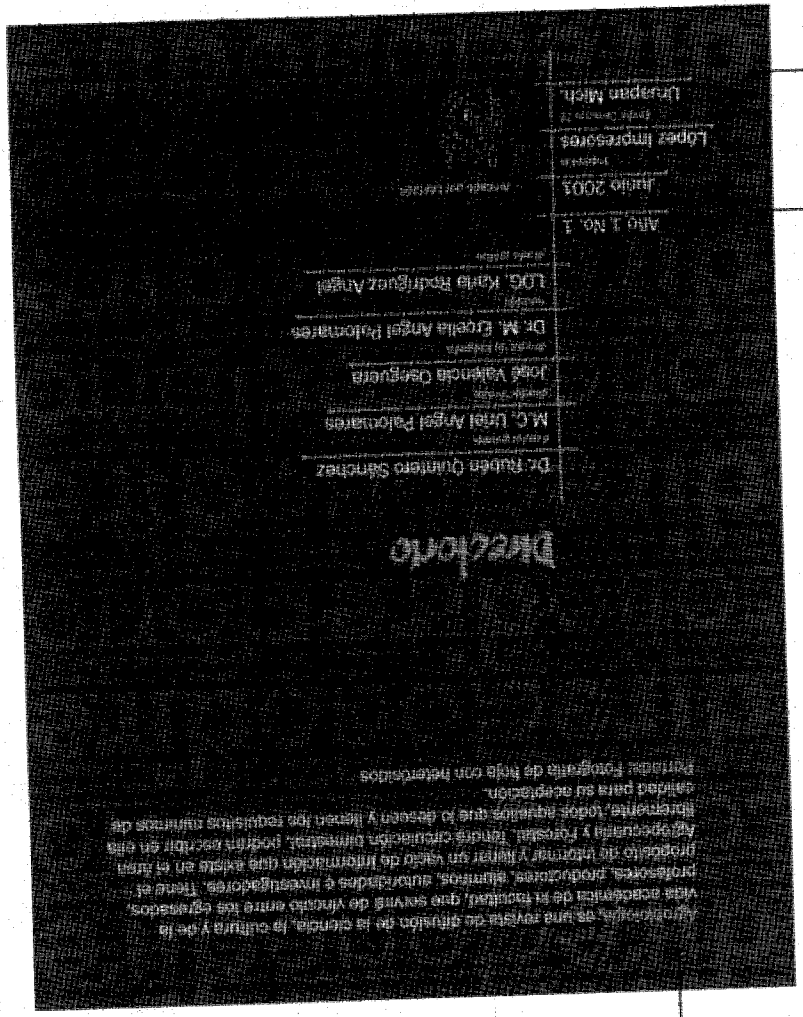 Agrobiología, es una revista de difusión de la ciencia, la cultura y de la
vida académica de la facultad, que servirá de vínculo entre los egresados,
profesores, productores, alumnos, autoridades e investigadores. Tiene el
propósito de informar y llenar un vacío de información que existe en el área
Agropecuaria y Forestal, tendrá circulación bimestral, podrán escribir en ella
libremente, todos aquellos que lo deseen y llenen los requisitos mínimos de
calidad para su aceptación.
Portada: Fotografía de hoja con heterósidos
Directorio
Dr. Rubén Quintero Sánchez
M.C. Uriel Angel Palomares
José Valencia Oseguera
Dr. M. Ercelia Angel Palomares
LDG. Karla Rodríguez Angel
diseño gráfico
Año 1 No. 1
Junio 2001
López Impresores
Uruapan Mich.